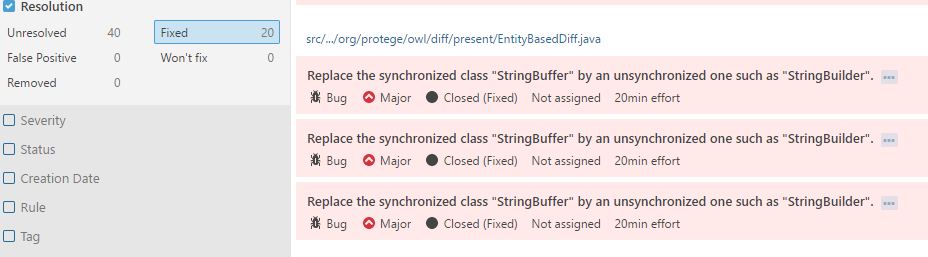 Resolution
Unresolved 40 Fixed 20
False Positive 0 Won't fix 0
Removed 0
Severity
Status
Creation Date
Rule
Tag
src/.../org/protege/owl/diff/present/EntityBasedDiff.java
Replace the synchronized class "StringBuffer" by an unsynchronized one such as "StringBuilder".
Bug Major Closed (Fixed) Not assigned 20min effort
Replace the synchronized class "StringBuffer" by an unsynchronized one such as "StringBuilder".
Bug Major Closed (Fixed) Not assigned 20min effort
Replace the synchronized class "StringBuffer" by an unsynchronized one such as "StringBuilder".
Bug Major Closed (Fixed) Not assigned 20min effort